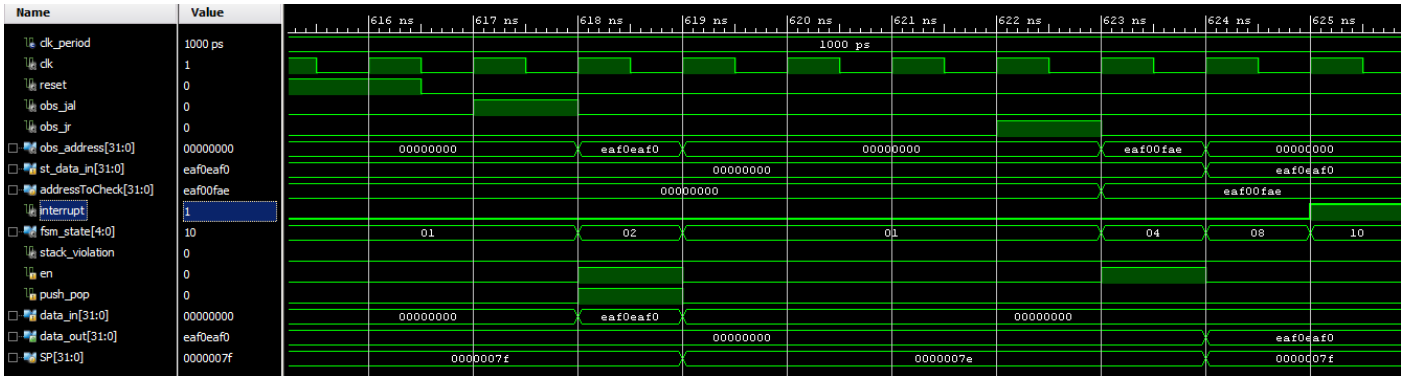 Name Value 616 ns 617 ns 618 ns 619 ns 620 ns 621 ns 622 ns 623 ns 624 ns 625 ns
clk_period 1000 ps 1000 ps
clk 1
reset 0
obs_jal 0
obs_jr 0
obs_address[31:0] 00000000 00000000 eaf0eaf0 00000000 eaf00fae 00000000
st_data_in[31:0] eaf0eaf0 00000000 eaf0eaf0
addressToCheck[31:0] eaf00fae 00000000 eaf00fae
interrupt 1
fsm_state[4:0] 10 01 02 01 04 08 10
stack_violation 0
en 0
push_pop 0
data_in[31:0] 00000000 00000000 eaf0eaf0 00000000
data_out[31:0] eaf0eaf0 00000000 eaf0eaf0
SP[31:0] 0000007f 0000007f 0000007e 0000007f